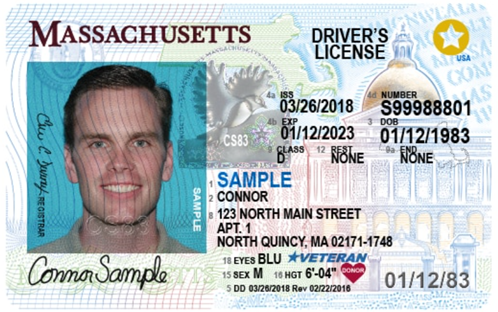 MASSACHUSETTS
DRIVER'S
LICENSE
USA
4a ISS
03/26/2018
4d NUMBER
S99988801
4b EXP
01/12/2023
3 DOB
01/12/1983
CS83
9 CLASS
D
12 REST
NONE
9a END
NONE
1 SAMPLE
2 CONNOR
8 123 NORTH MAIN STREET
APT. 1
NORTH QUINCY, MA 02171-1748
18 EYES BLU
VETERAN
15 SEX M
16 HGT 6'-04"
DONOR
5 DD 03/26/2018 Rev 02/22/2016
01/12/83
REGISTRAR
SAMPLE
Connor Sample